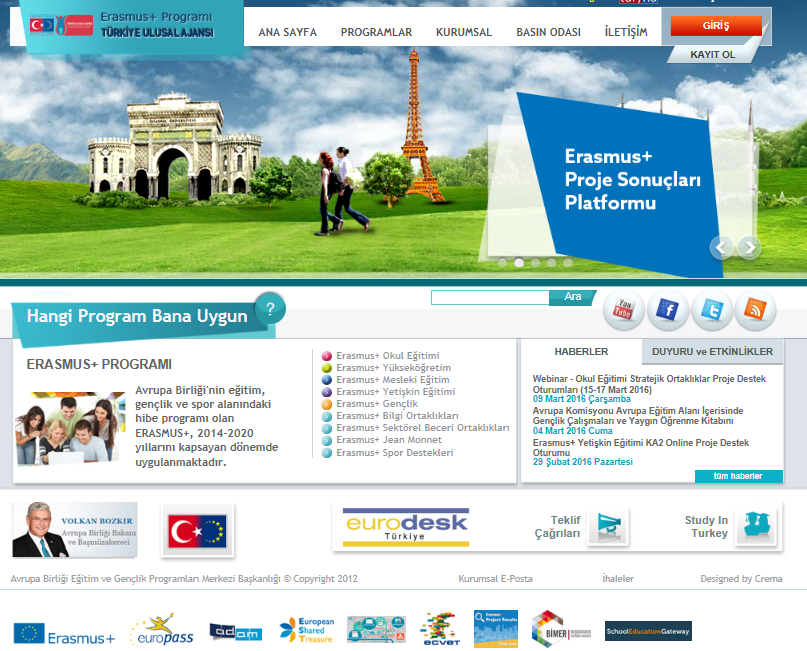 Erasmus+ Programı
TÜRKİYE ULUSAL AJANSI
ANA SAYFA
PROGRAMLAR
KURUMSAL
BASIN ODASI
İLETİŞİM
GİRİŞ
KAYIT OL
Erasmus+
Proje Sonuçları
Platformu
Hangi Program Bana Uygun
?
Ara
You
Tube
ERASMUS+ PROGRAMI
Avrupa Birliği'nin eğitim,
gençlik ve spor alanındaki
hibe programı olan
ERASMUS+, 2014-2020
yıllarını kapsayan dönemde
uygulanmaktadır.
Erasmus+ Okul Eğitimi
Erasmus+ Yükseköğretim
Erasmus+ Mesleki Eğitim
Erasmus+ Yetişkin Eğitimi
Erasmus+ Gençlik
Erasmus+ Bilgi Ortaklıkları
Erasmus+ Sektörel Beceri Ortaklıkları
Erasmus+ Jean Monnet
Erasmus+ Spor Destekleri
HABERLER
DUYURU ve ETKİNLİKLER
Webinar - Okul Eğitimi Stratejik Ortaklıklar Proje Destek
Oturumları (15-17 Mart 2016)
09 Mart 2016 Çarşamba
Avrupa Komisyonu Avrupa Eğitim Alanı İçerisinde
Gençlik Çalışmaları ve Yaygın Öğrenme Kitabını
04 Mart 2016 Cuma
Erasmus+ Yetişkin Eğitimi KA2 Online Proje Destek
Oturumu
29 Şubat 2016 Pazartesi
tüm haberler
VOLKAN BOZKIR
Avrupa Birliği Bakanı
ve Başmüzakereci
eurodesk
Türkiye
Teklif
Çağrıları
Study In
Turkey
Avrupa Birliği Eğitim ve Gençlik Programları Merkezi Başkanlığı © Copyright 2012
Kurumsal E-Posta
İhaleler
Designed by Crema
Erasmus+
europass
adam
European
Shared
Treasure
ecvet
Erasmus+
Project Results
BİMER
SchoolEducationGateway